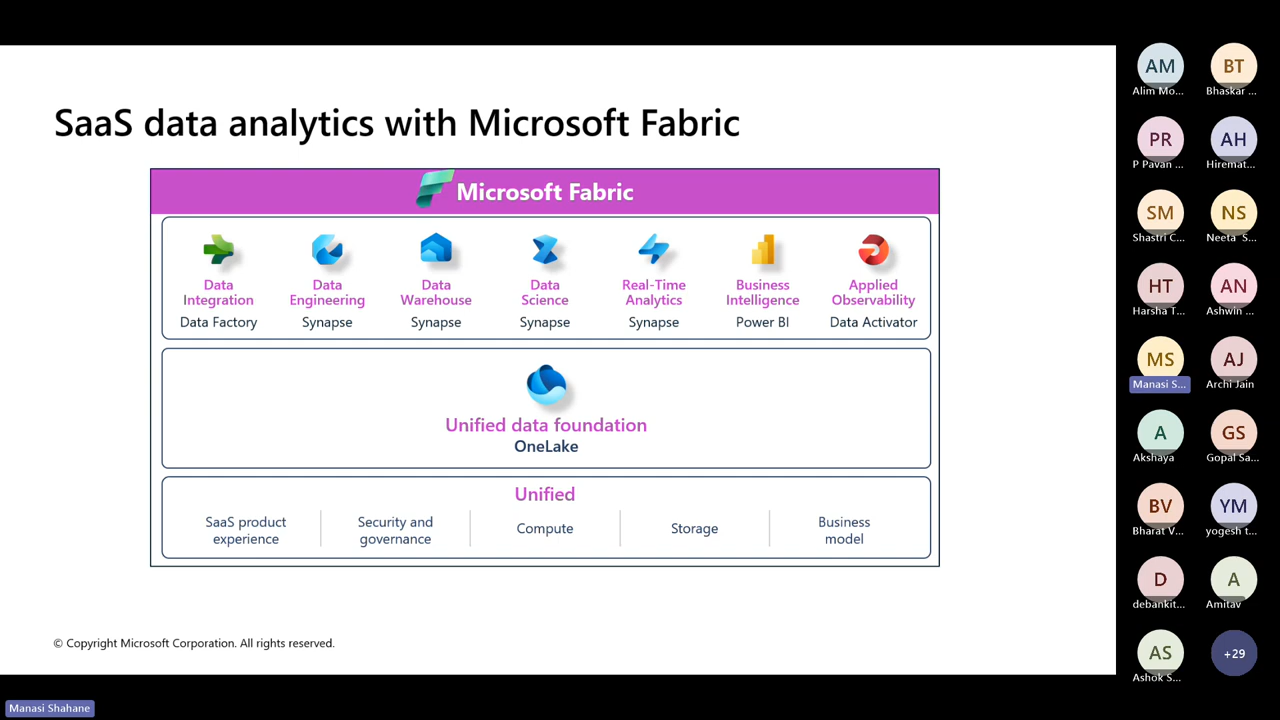 SaaS data analytics with Microsoft Fabric
Microsoft Fabric
Data
Integration
Data Factory
Data
Engineering
Synapse
Data
Warehouse
Synapse
Data
Science
Synapse
Real-Time
Analytics
Synapse
Business
Intelligence
Power BI
Applied
Observability
Data Activator
Unified data foundation
OneLake
Unified
SaaS product
experience
Security and
governance
Compute
Storage
Business
model
© Copyright Microsoft Corporation. All rights reserved.
AM
Alim Mo...
BT
Bhaskar ...
PR
P Pavan ...
AH
Hiremat...
SM
Shastri C...
NS
Neeta S...
HT
Harsha T...
AN
Ashwin ...
MS
Manasi S...
AJ
Archi Jain
A
Akshaya
GS
Gopal Sa...
BV
Bharat V...
YM
yogesh t...
D
debankit...
A
Amitav
AS
Ashok S...
+29
Manasi Shahane